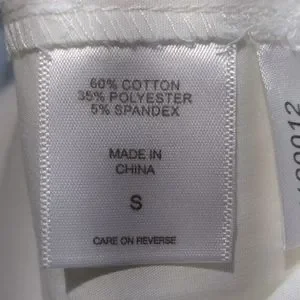 60% COTTON
35% POLYESTER
5% SPANDEX
MADE IN
CHINA
S
CARE ON REVERSE